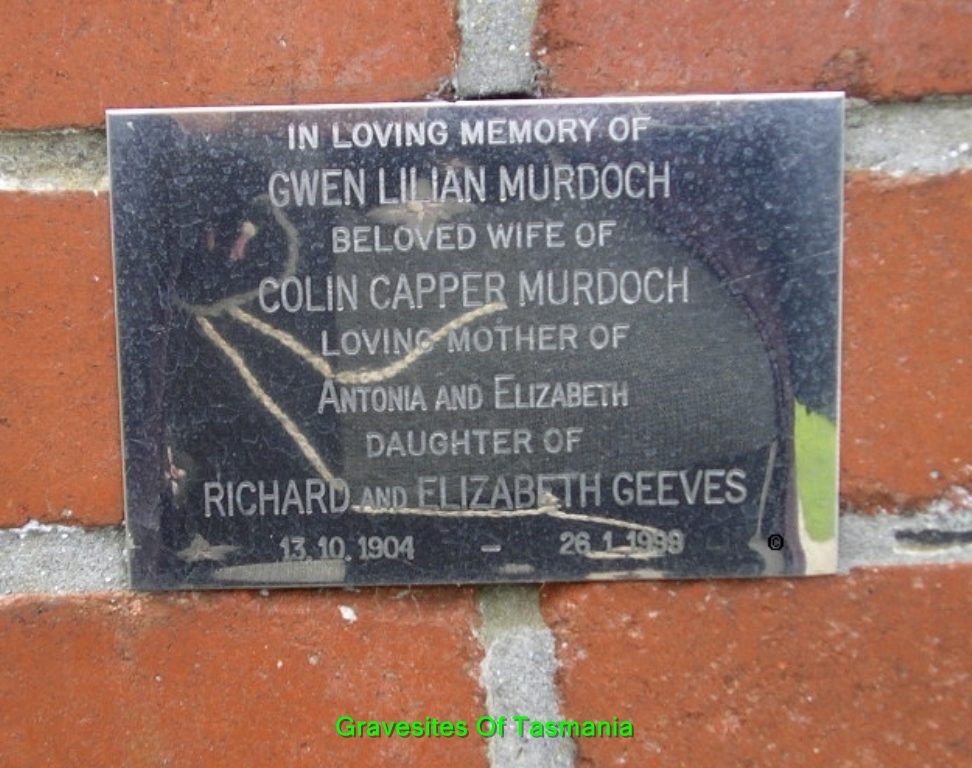 IN LOVING MEMORY OF
GWEN LILIAN MURDOCH
BELOVED WIFE OF
COLIN CAPPER MURDOCH
LOVING MOTHER OF
ANTONIA AND ELIZABETH
DAUGHTER OF
RICHARD AND ELIZABETH GEEVES
13.10.1904 – 26.1.1999
©
Gravesites Of Tasmania